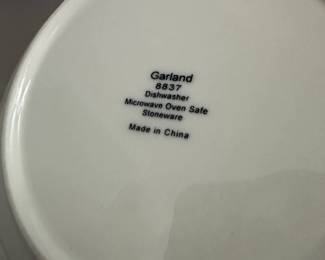 Garland
8837
Dishwasher
Microwave Oven Safe
Stoneware
Made in China